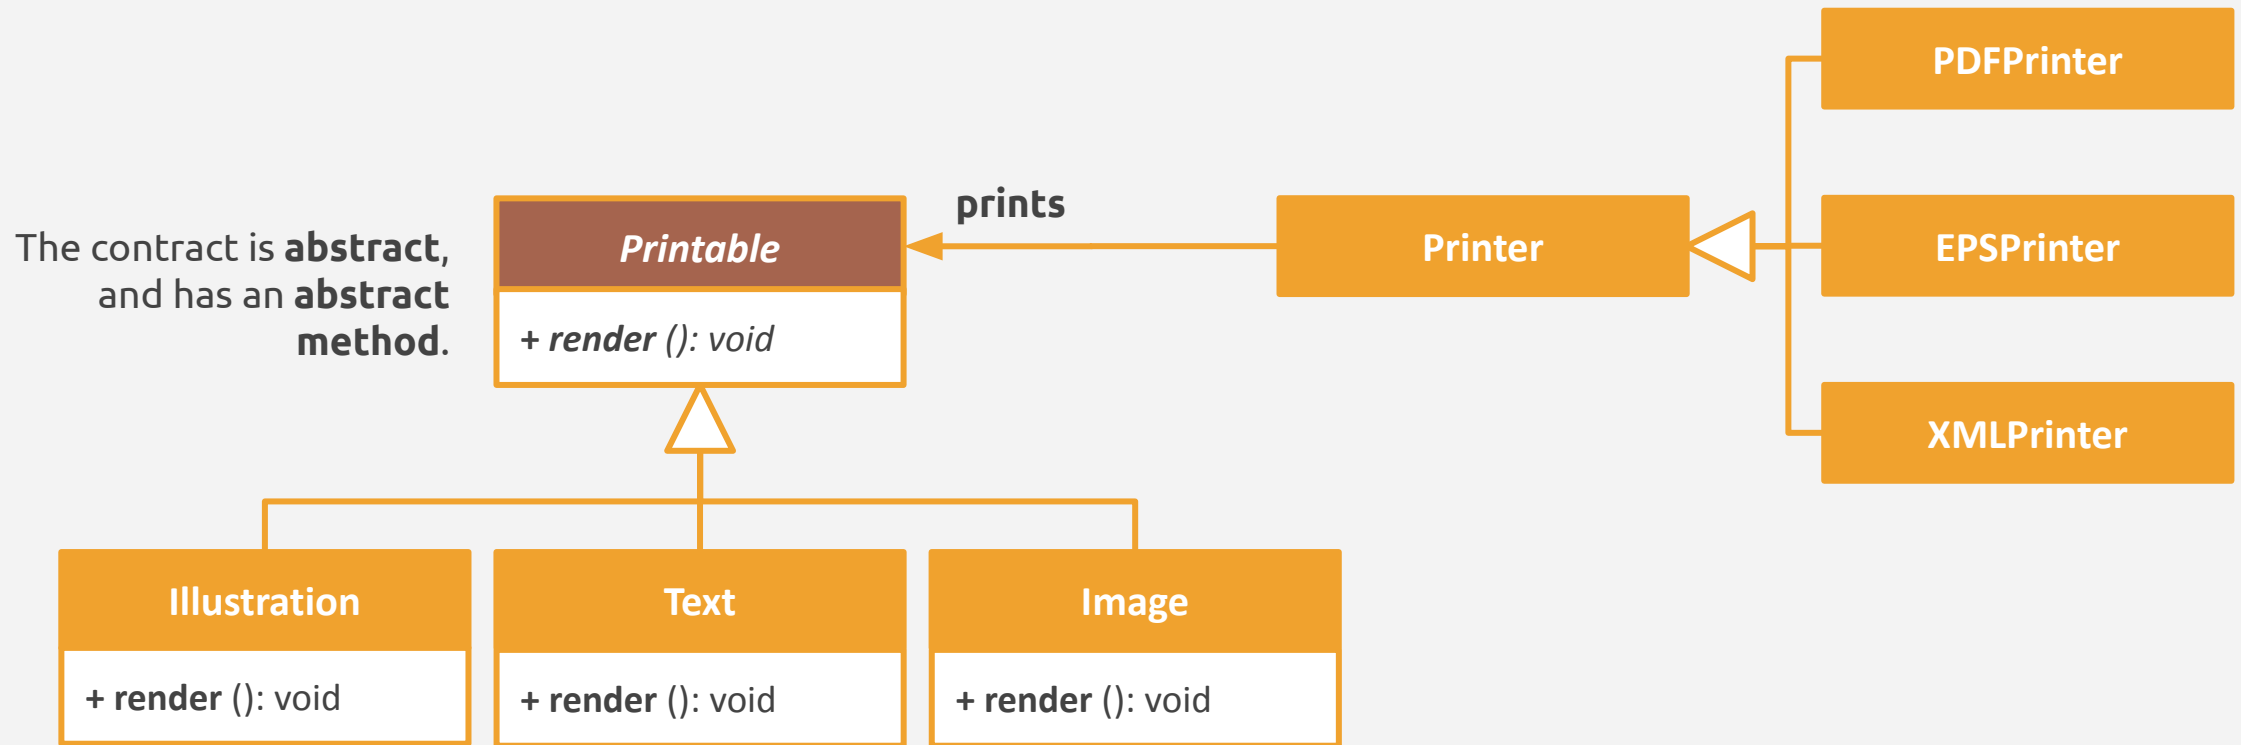 PDFPrinter
prints
The contract is abstract,
and has an abstract
method.
Printable
+ render (): void
Printer
EPSPrinter
XMLPrinter
Illustration
+ render (): void
Text
+ render (): void
Image
+ render (): void